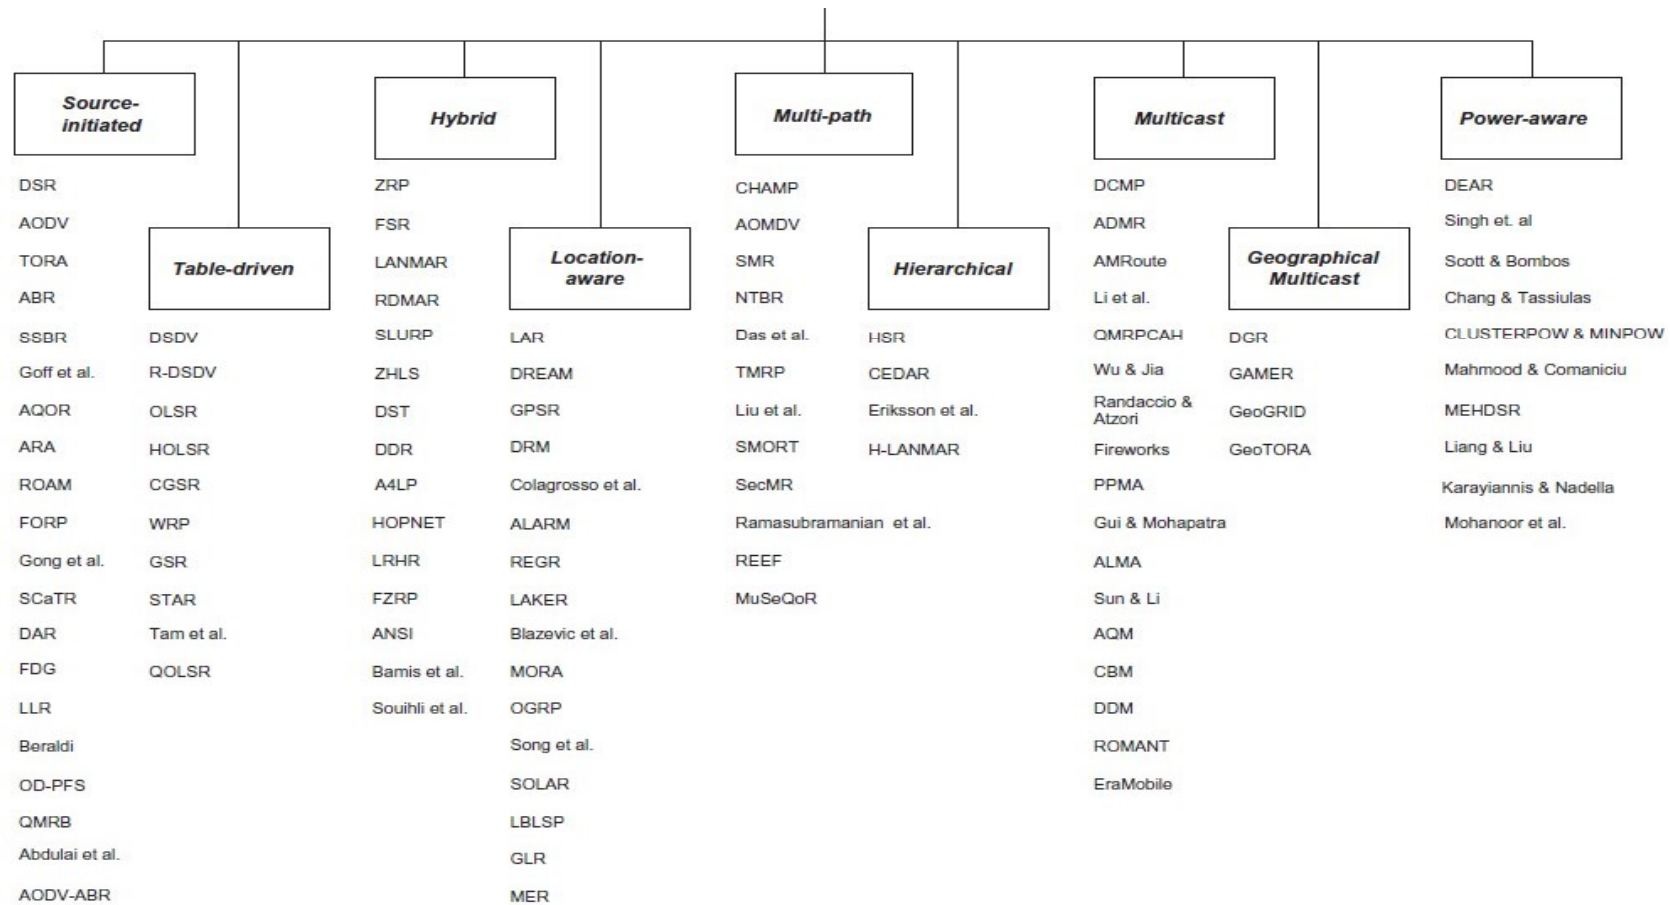 Source-
initiated
DSR
AODV
TORA
ABR
SSBR
Goff et al.
AQOR
ARA
ROAM
FORP
Gong et al.
SCaTR
DAR
FDG
LLR
Beraldi
OD-PFS
QMRB
Abdulai et al.
AODV-ABR
Table-driven
DSDV
R-DSDV
OLSR
HOLSR
CGSR
WRP
GSR
STAR
Tam et al.
QOLSR
Hybrid
ZRP
FSR
LANMAR
RDMAR
SLURP
ZHLS
DST
DDR
A4LP
HOPNET
LRHR
FZRP
ANSI
Bamis et al.
Souihli et al.
Location-
aware
LAR
DREAM
GPSR
DRM
Colagrosso et al.
ALARM
REGR
LAKER
Blazevic et al.
MORA
OGRP
Song et al.
SOLAR
LBLSP
GLR
MER
Multi-path
CHAMP
AOMDV
SMR
NTBR
Das et al.
TMRP
Liu et al.
SMORT
SecMR
Ramasubramanian et al.
REEF
MuSeQoR
Hierarchical
HSR
CEDAR
Eriksson et al.
H-LANMAR
Multicast
DCMP
ADMR
AMRoute
Li et al.
QMRPCAH
Wu & Jia
Randaccio &
Atzori
Fireworks
PPMA
Gui & Mohapatra
ALMA
Sun & Li
AQM
CBM
DDM
ROMANT
EraMobile
Geographical
Multicast
DGR
GAMER
GeoGRID
GeoTORA
Power-aware
DEAR
Singh et. al
Scott & Bombos
Chang & Tassiulas
CLUSTERPOW & MINPOW
Mahmood & Comaniciu
MEHDSR
Liang & Liu
Karayiannis & Nadella
Mohanoor et al.